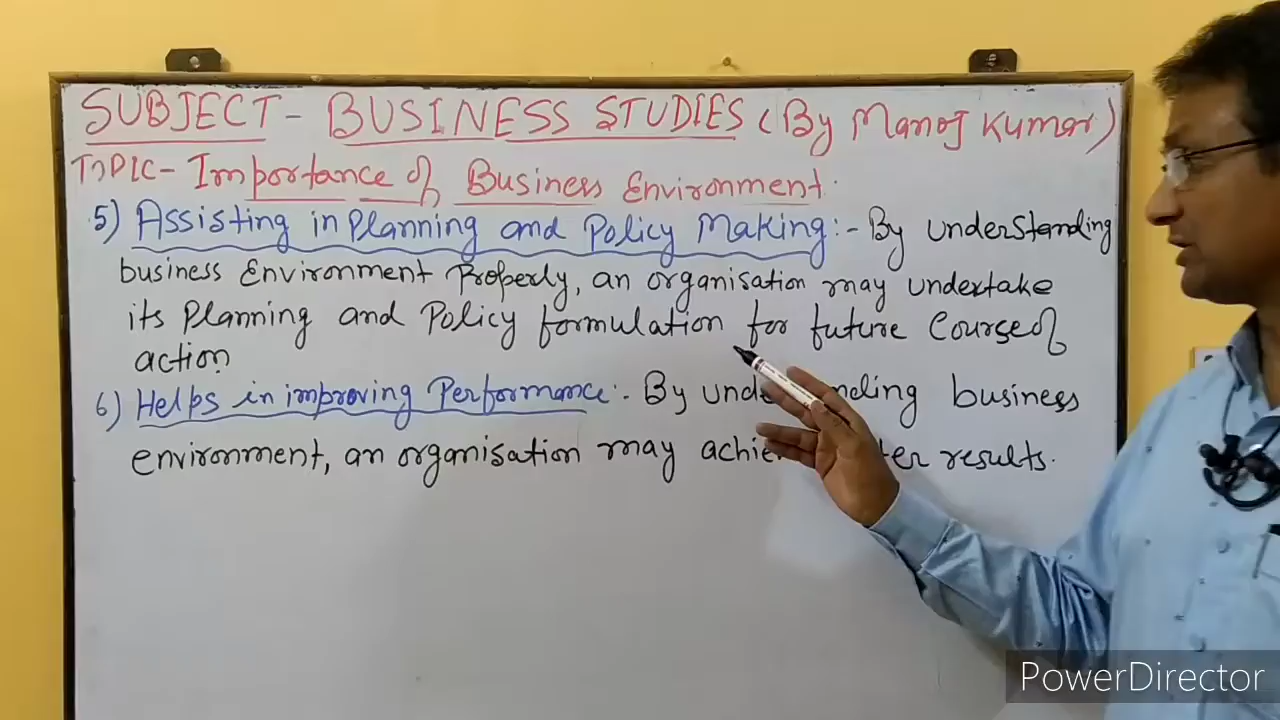 SUBJECT - BUSINESS STUDIES (By Manoj Kumar)
TOPIC - Importance of Business Environment.
5) Assisting in Planning and Policy Making :- By understanding
business Environment Properly, an organisation may undertake
its Planning and Policy formulation for future Course of
action
6) Helps in improving Performance :- By business
environment, an organisation may results.
PowerDirector